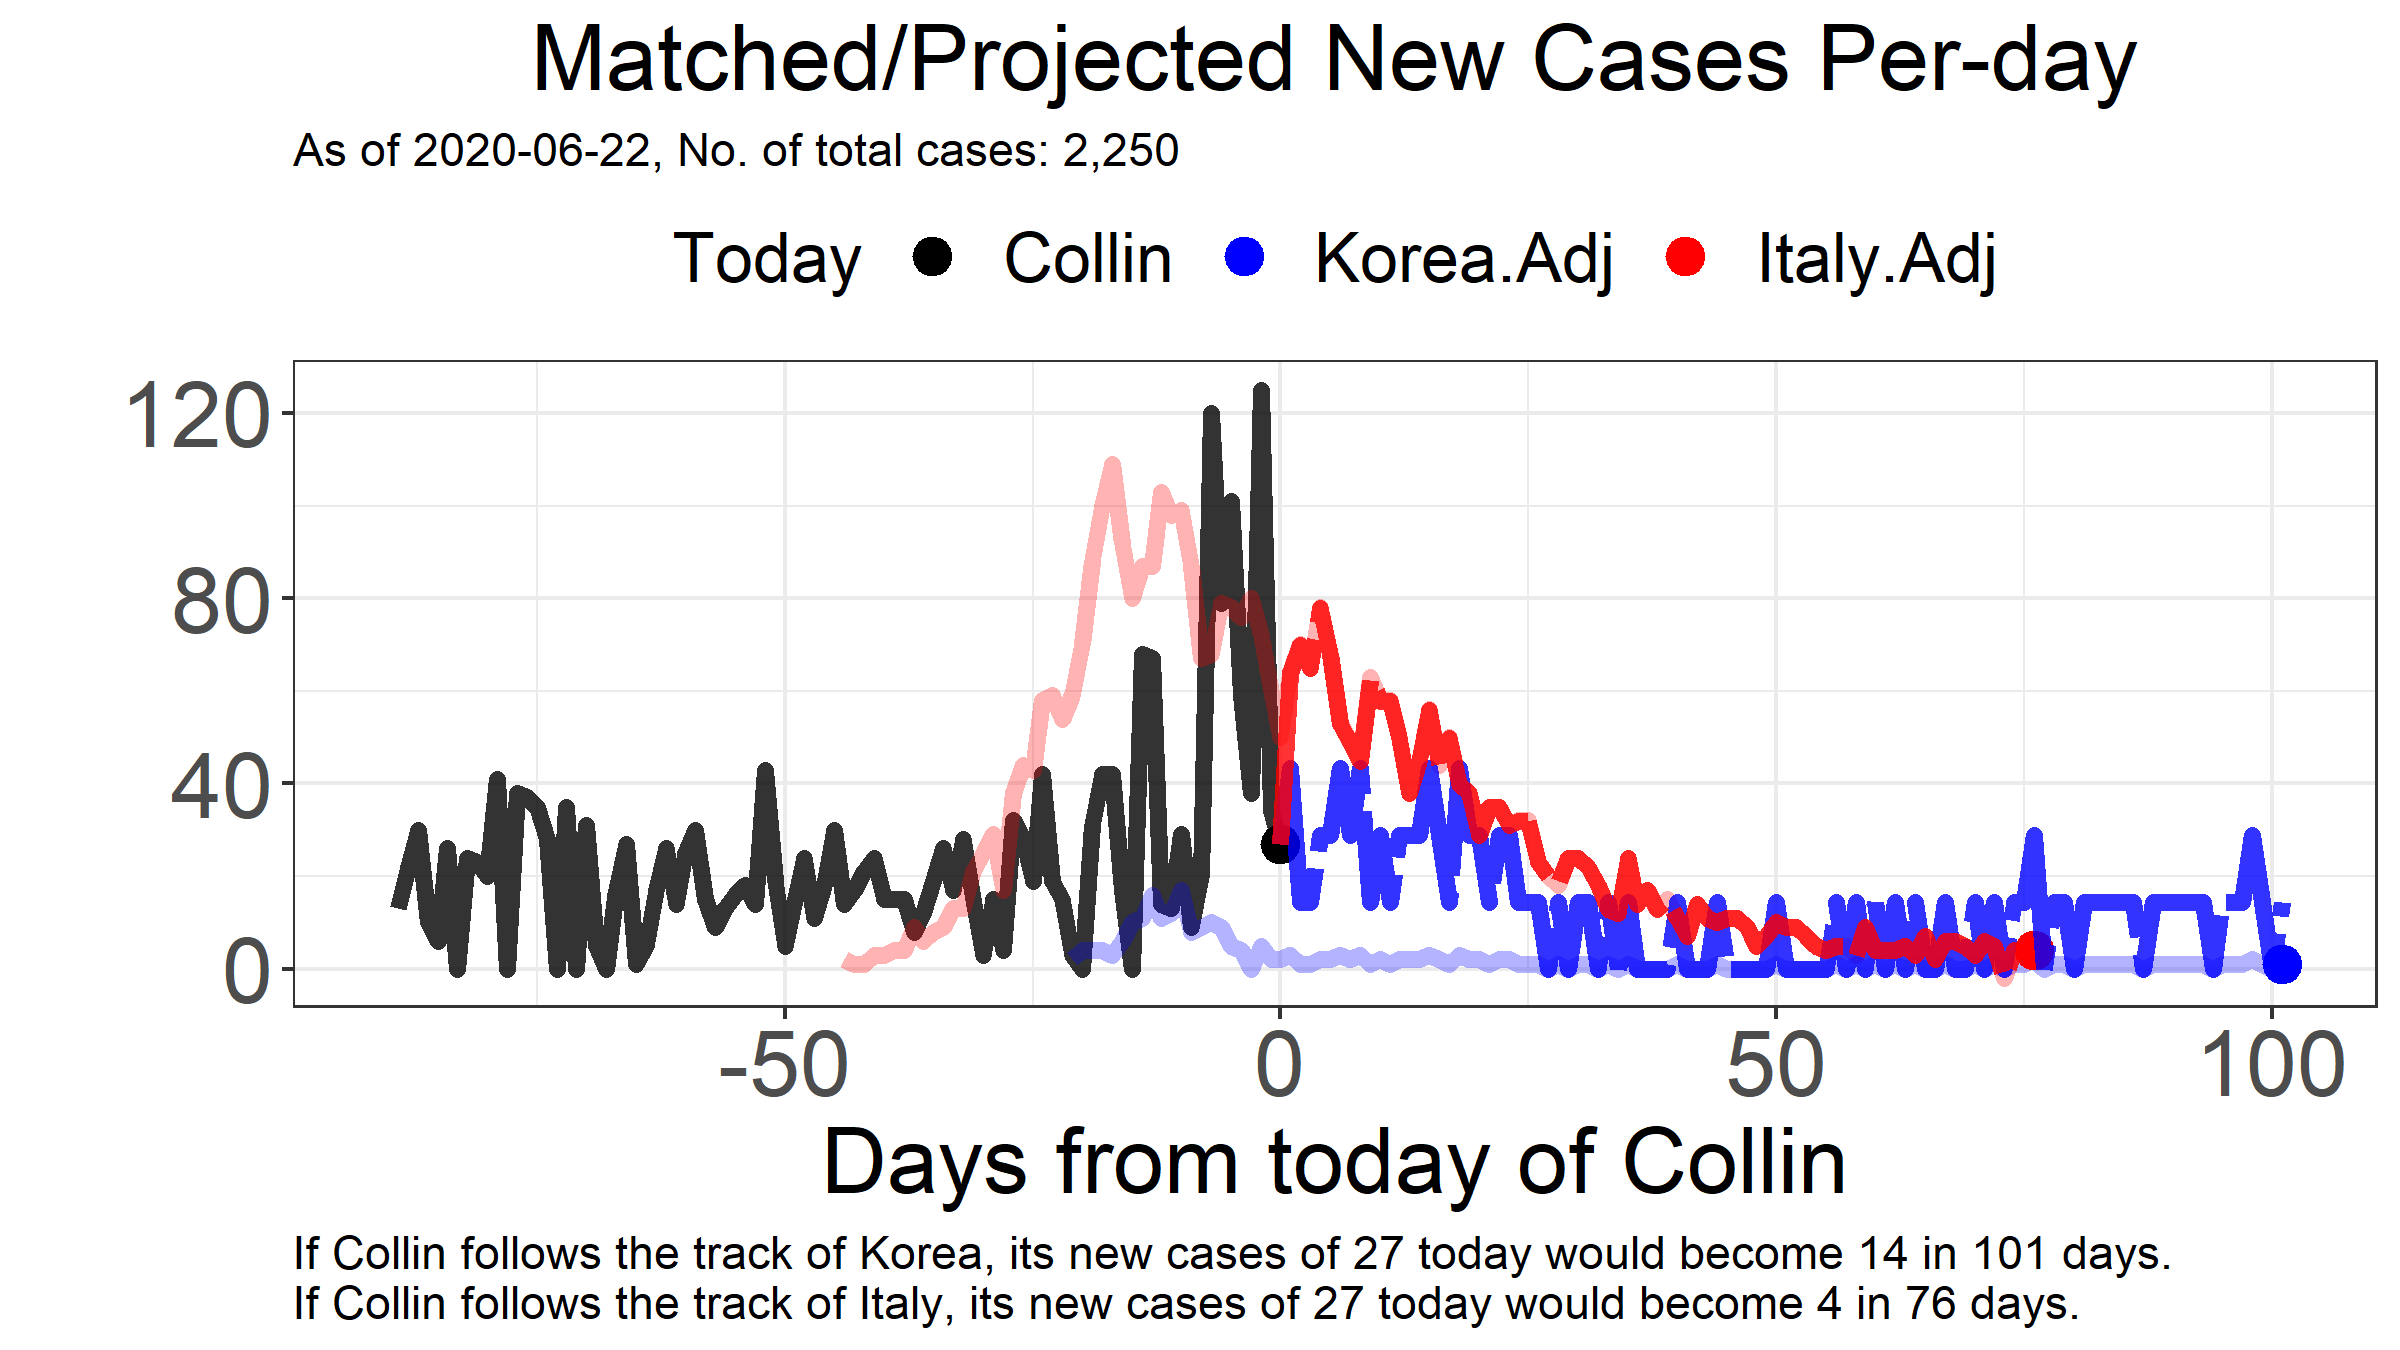 Matched/Projected New Cases Per-day
As of 2020-06-22, No. of total cases: 2,250
Today Collin Korea.Adj Italy.Adj
120
80
40
0
-50 0 50 100
Days from today of Collin
If Collin follows the track of Korea, its new cases of 27 today would become 14 in 101 days.
If Collin follows the track of Italy, its new cases of 27 today would become 4 in 76 days.